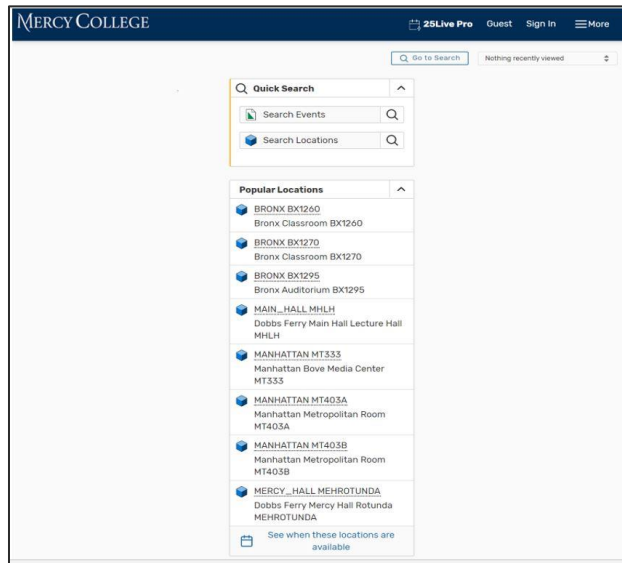 MERCY COLLEGE
25Live Pro Guest Sign In More
Go to Search Nothing recently viewed
Quick Search
Search Events
Search Locations
Popular Locations
BRONX BX1260
Bronx Classroom BX1260
BRONX BX1270
Bronx Classroom BX1270
BRONX BX1295
Bronx Auditorium BX1295
MAIN_HALL MHLH
Dobbs Ferry Main Hall Lecture Hall
MHLH
MANHATTAN MT333
Manhattan Bove Media Center
MT333
MANHATTAN MT403A
Manhattan Metropolitan Room
MT403A
MANHATTAN MT403B
Manhattan Metropolitan Room
MT403B
MERCY_HALL MEHROTUNDA
Dobbs Ferry Mercy Hall Rotunda
MEHROTUNDA
See when these locations are
available